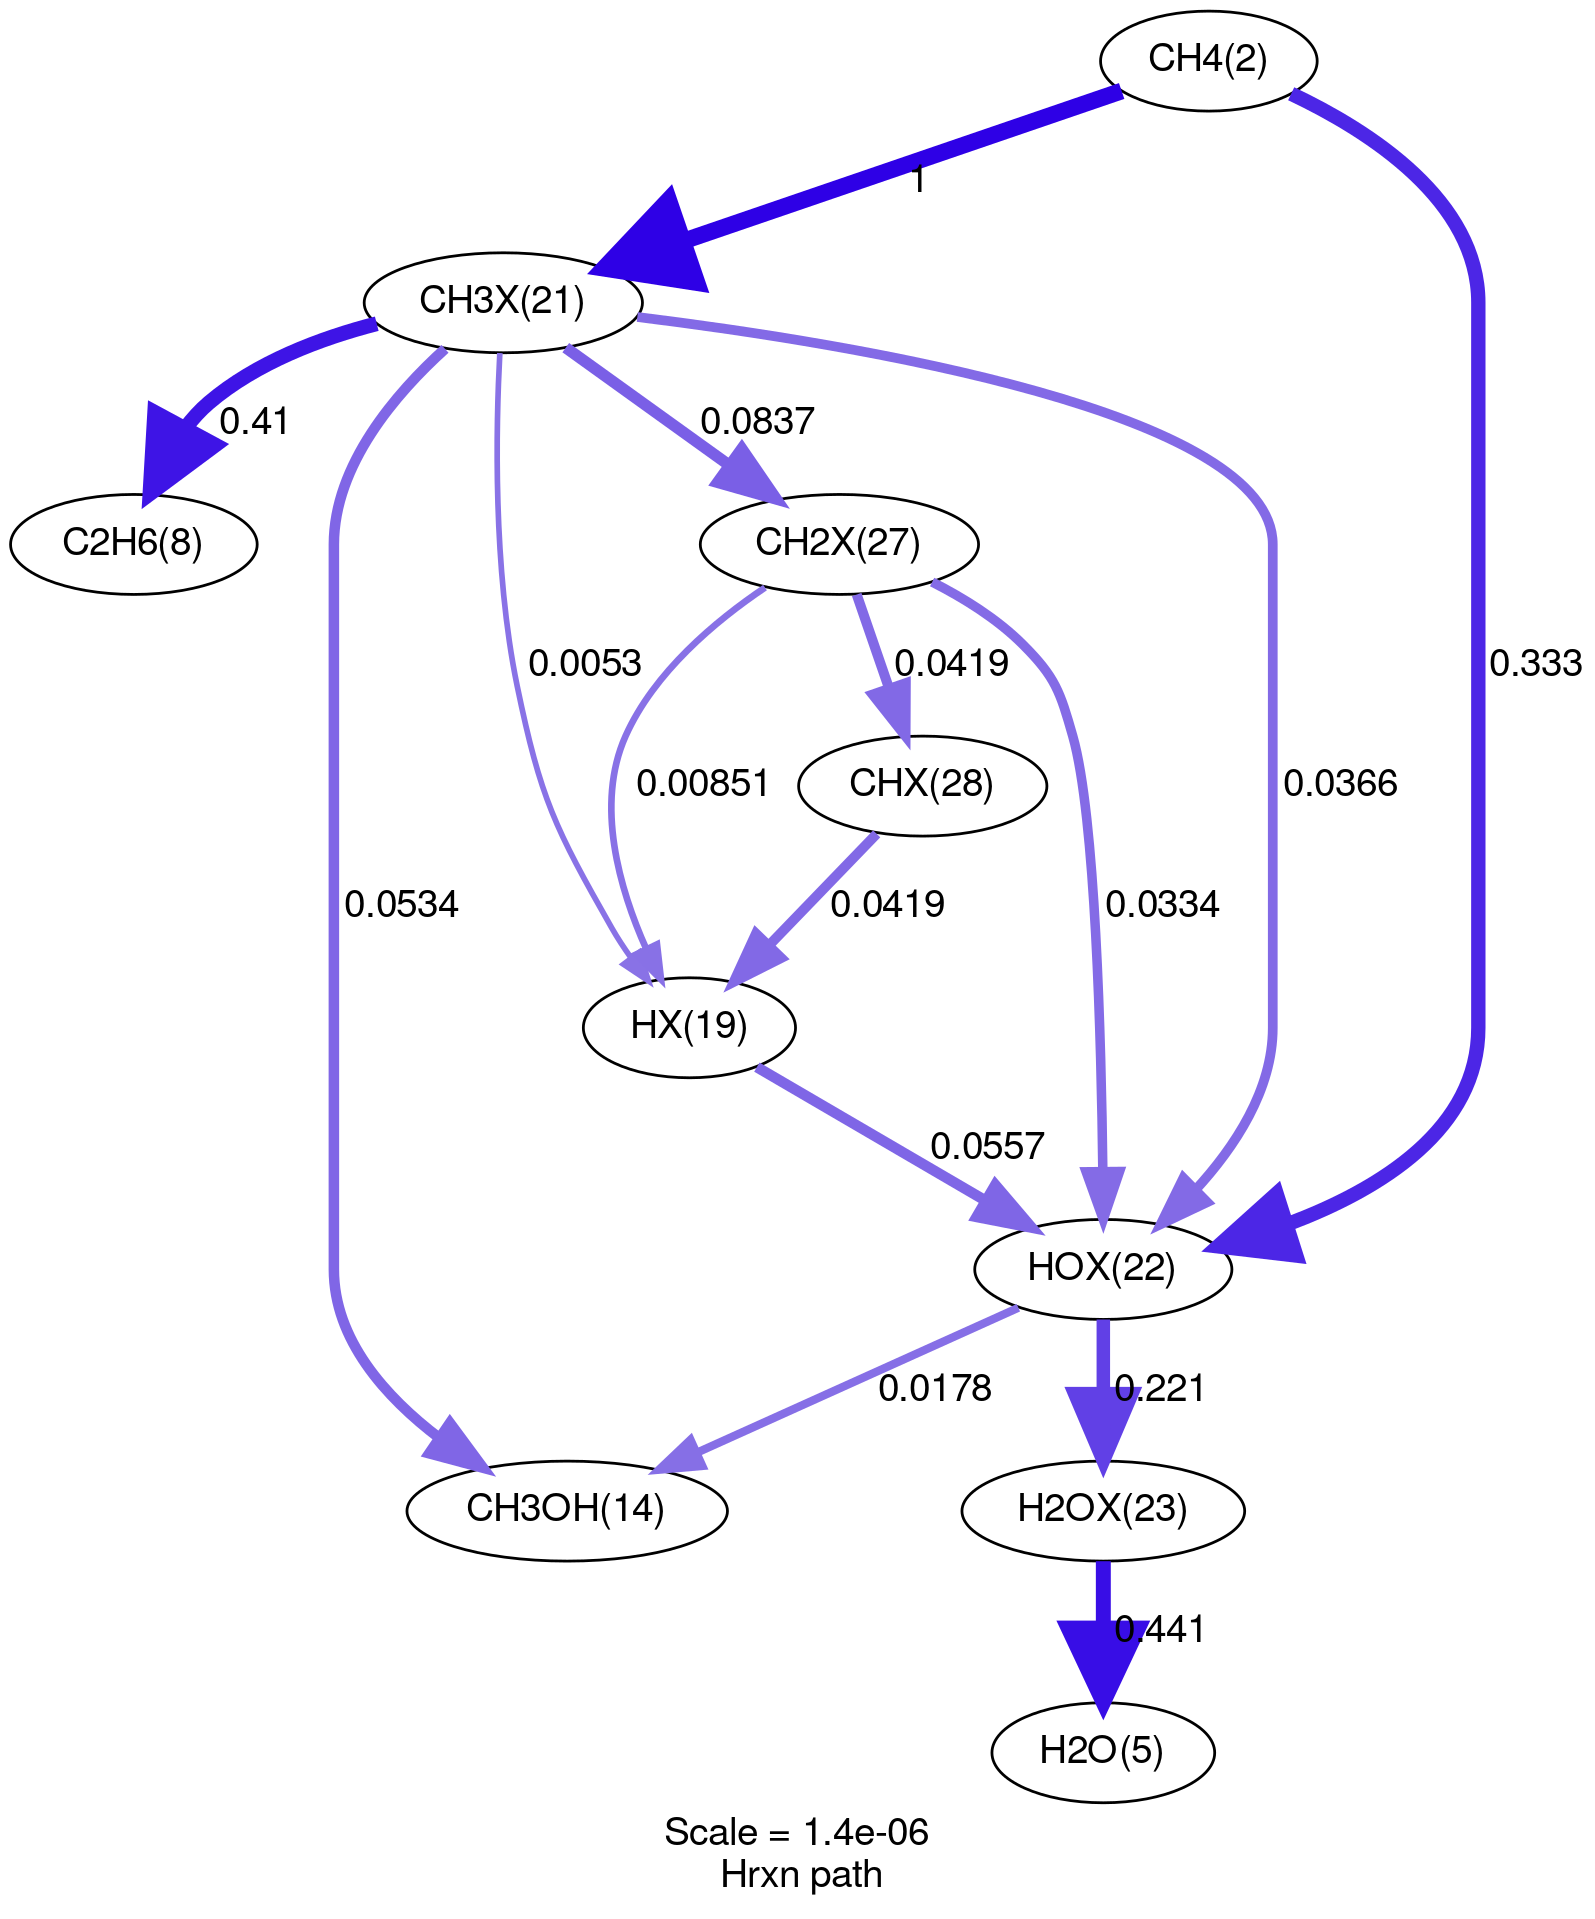 CH4(2)
1
CH3X(21)
0.41
0.0837
C2H6(8)
CH2X(27)
0.0053
0.0419
0.333
0.00851
CHX(28)
0.0366
0.0534
0.0419
0.0334
HX(19)
0.0557
HOX(22)
0.0178
0.221
CH3OH(14)
H2OX(23)
0.441
H2O(5)
Scale = 1.4e-06
Hrxn path